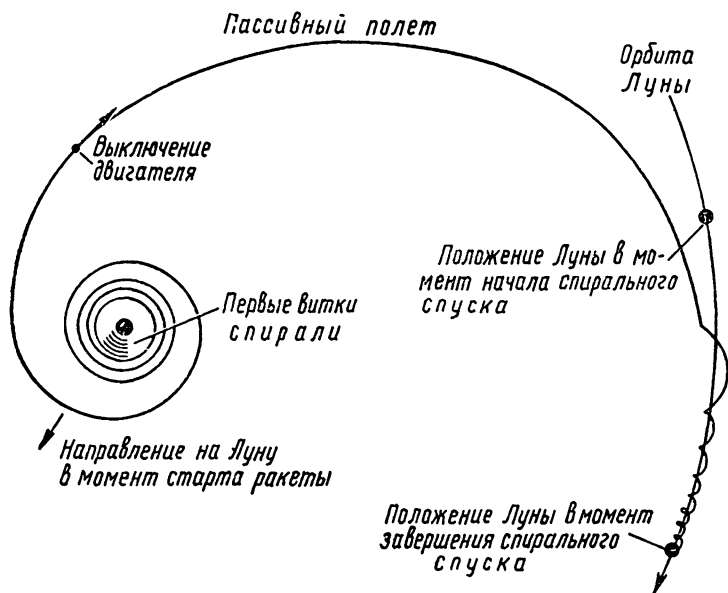 Пассивный полет
Орбита
Луны
Выключение
двигателя
Положение Луны в мо-
мент начала спирального
спуска
Первые витки
спирали
Направление на Луну
в момент старта ракеты
Положение Луны в момент
завершения спирального
спуска